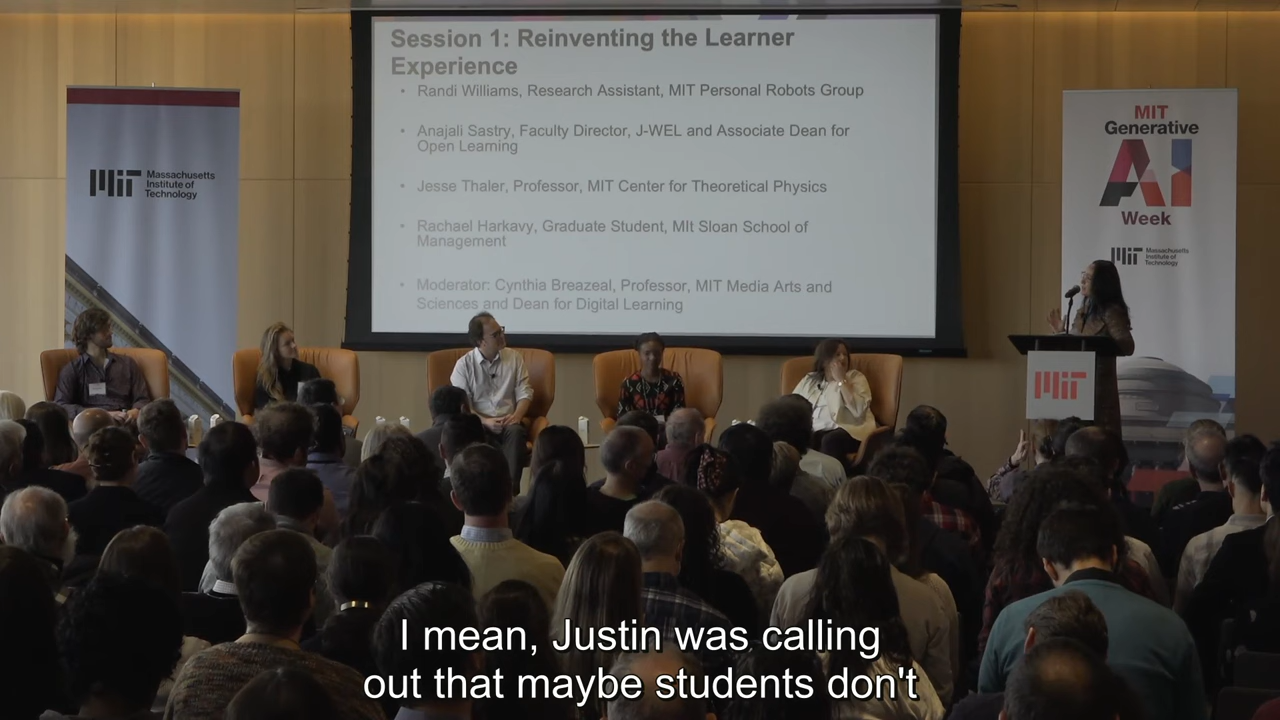 Session 1: Reinventing the Learner
Experience
• Randi Williams, Research Assistant, MIT Personal Robots Group
• Anajali Sastry, Faculty Director, J-WEL and Associate Dean for
Open Learning
• Jesse Thaler, Professor, MIT Center for Theoretical Physics
• Rachael Harkavy, Graduate Student, MIt Sloan School of
Management
• Moderator: Cynthia Breazeal, Professor, MIT Media Arts and
Sciences and Dean for Digital Learning
MIT
Massachusetts
Institute of
Technology
MIT
Generative
AI
Week
MIT
Massachusetts
Institute of
Technology
MIT
I mean, Justin was calling
out that maybe students don't